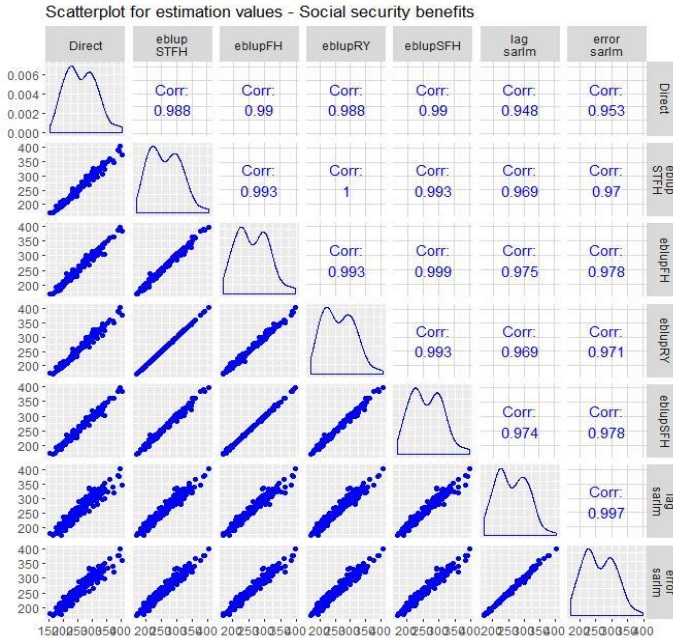 Scatterplot for estimation values - Social security benefits
Direct
eblup
STFH
eblupFH
eblupRY
eblupSFH
lag
sarlm
error
sarlm
0.006
0.004
0.002
0.000
Corr:
0.988
Corr:
0.99
Corr:
0.988
Corr:
0.99
Corr:
0.948
Corr:
0.953
Direct
400
350
300
250
200
Corr:
0.993
Corr:
1
Corr:
0.993
Corr:
0.969
Corr:
0.97
eblup
STFH
400
350
300
250
200
Corr:
0.993
Corr:
0.999
Corr:
0.975
Corr:
0.978
eblupFH
400
350
300
250
200
Corr:
0.993
Corr:
0.969
Corr:
0.971
eblupRY
400
350
300
250
200
Corr:
0.974
Corr:
0.978
eblupSFH
400
350
300
250
200
Corr:
0.997
lag
sarlm
400
350
300
250
200
error
sarlm